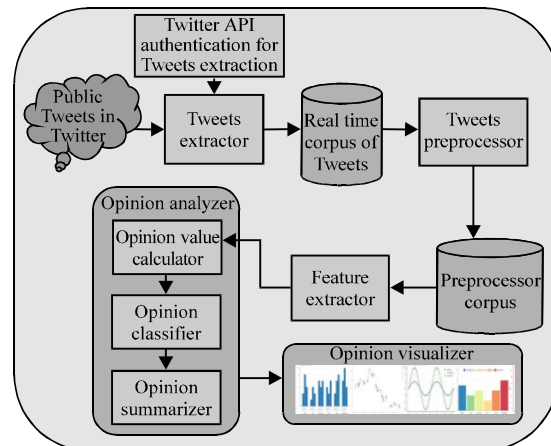 Twitter API
authentication for
Tweets extraction
Public
Tweets in
Twitter
Tweets
extractor
Real time
corpus of
Tweets
Tweets
preprocessor
Opinion analyzer
Opinion value
calculator
Feature
extractor
Preprocessor
corpus
Opinion
classifier
Opinion
summarizer
Opinion visualizer